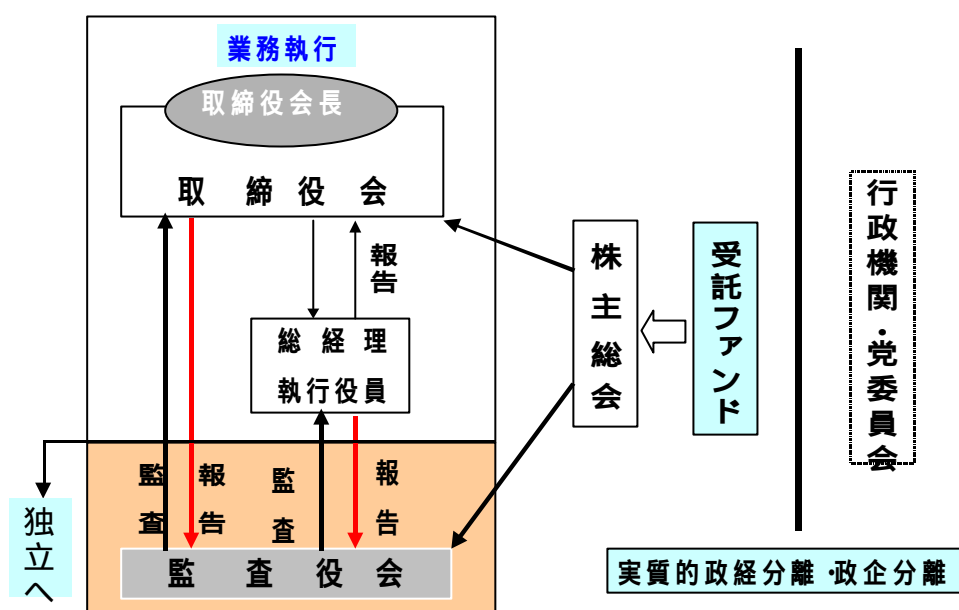 業務執行
取締役会長
取締役会
報告
総経理
執行役員
株主総会
受託ファンド
行政機関・党委員会
監査
報告
監査
報告
独立へ
監査役会
実質的政経分離・政企分離